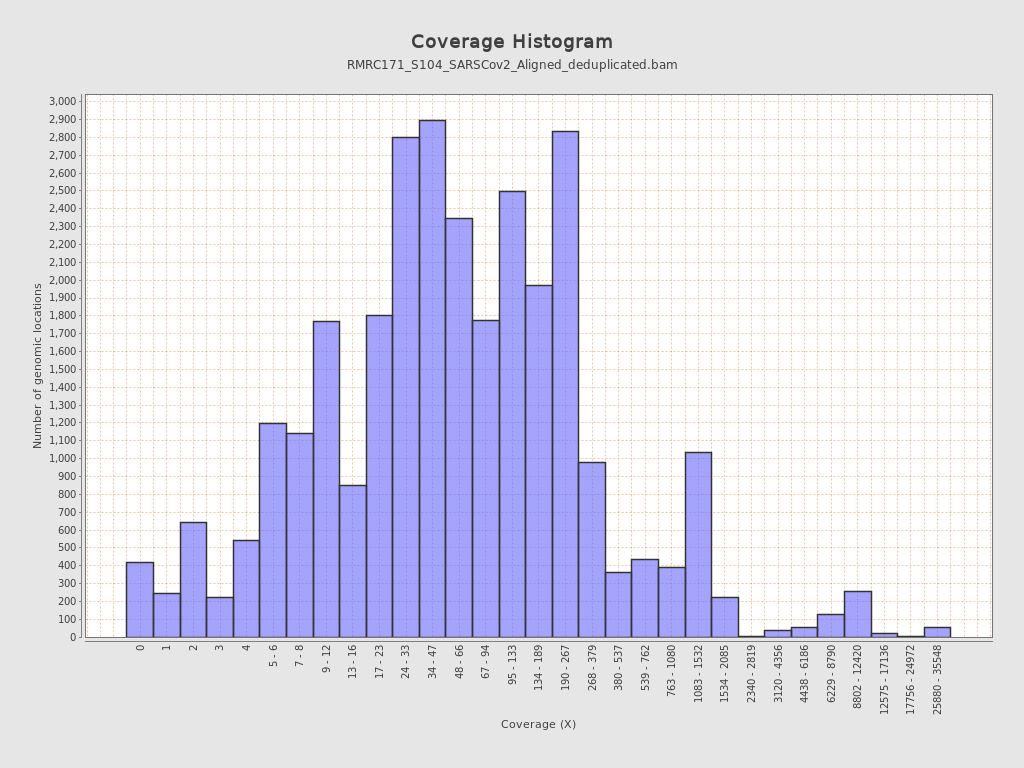 Coverage Histogram
RMRC171_S104_SARSCov2_Aligned_deduplicated.bam
Number of genomic locations
3,000
2,900
2,800
2,700
2,600
2,500
2,400
2,300
2,200
2,100
2,000
1,900
1,800
1,700
1,600
1,500
1,400
1,300
1,200
1,100
1,000
900
800
700
600
500
400
300
200
100
0
0
1
2
3
4
5 - 6
7 - 8
9 - 12
13 - 16
17 - 23
24 - 33
34 - 47
48 - 66
67 - 94
95 - 133
134 - 189
190 - 267
268 - 379
380 - 537
539 - 762
763 - 1080
1083 - 1532
1534 - 2085
2340 - 2819
3120 - 4356
4438 - 6186
6229 - 8790
8802 - 12420
12575 - 17136
17756 - 24972
25880 - 35548
Coverage (X)